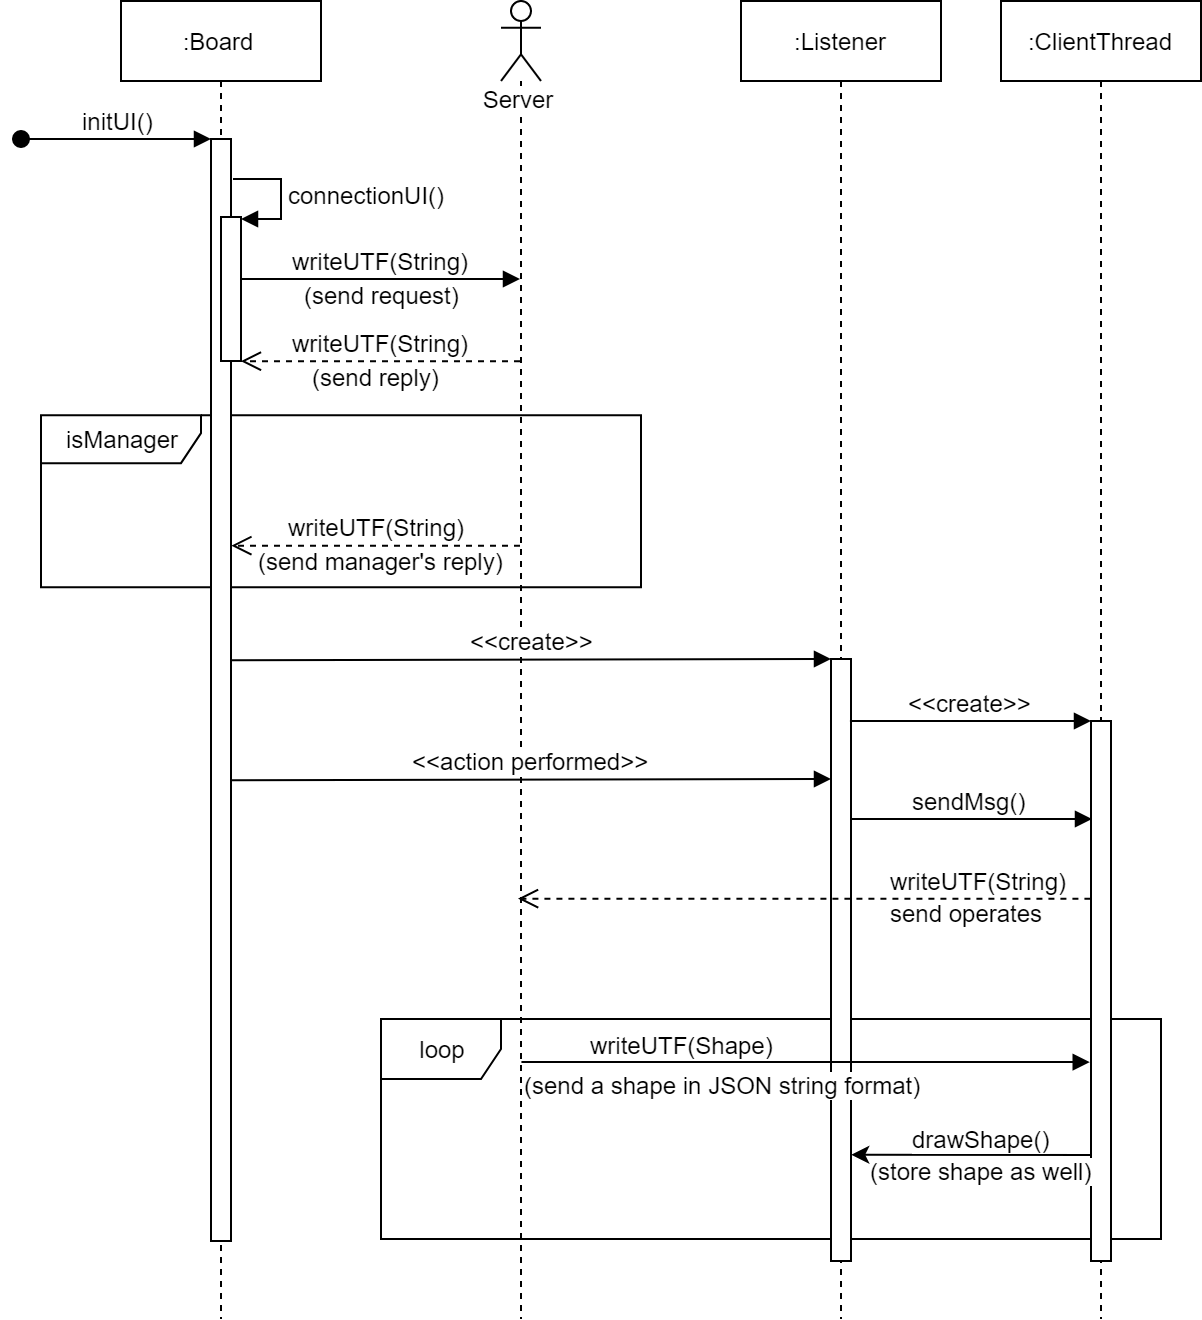 :Board
:Listener
:ClientThread
Server
initUI()
connectionUI()
writeUTF(String)
(send request)
writeUTF(String)
(send reply)
isManager
writeUTF(String)
(send manager's reply)
<<create>>
<<create>>
<<action performed>>
sendMsg()
writeUTF(String)
send operates
loop
writeUTF(Shape)
(send a shape in JSON string format)
drawShape()
(store shape as well)